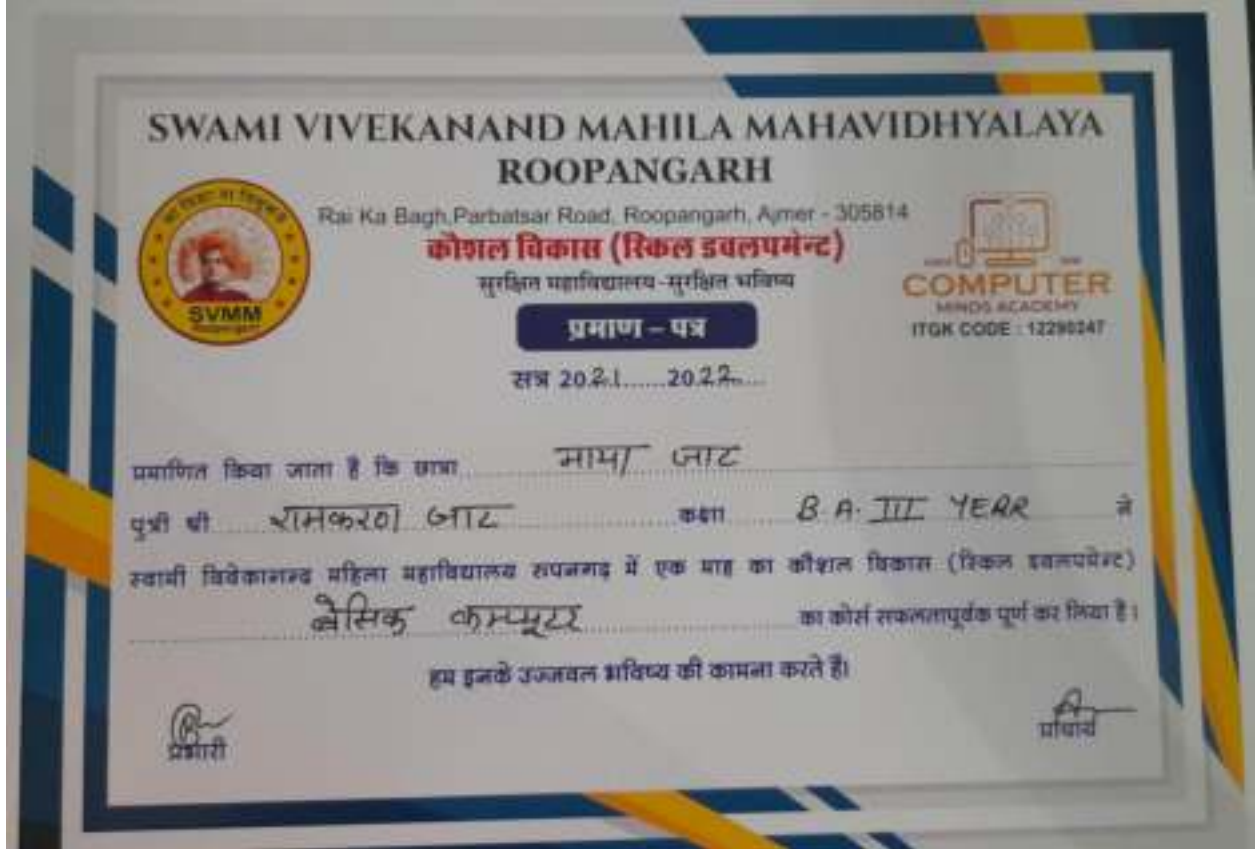 SWAMI VIVEKANAND MAHILA MAHAVIDHYALAYA
ROOPANGARH
Rai Ka Bagh,Parbatsar Road, Roopangarh, Ajmer - 305814
कौशल विकास (स्किल डवलपमेन्ट)
सुरक्षित महाविद्यालय-सुरक्षित भविष्य
SVMM
Roopangarh
COMPUTER
MINDS ACADEMY
ITGK CODE : 12290247
प्रमाण – पत्र
सत्र 2021......2022......
प्रमाणित किया जाता है कि छात्रा माया जाट
पुत्री श्री रामकरण जाट कक्षा B.A. III YEAR ने
स्वामी विवेकानन्द महिला महाविद्यालय रुपनगढ़ में एक माह का कौशल विकास (स्किल डवलपमेन्ट)
बेसिक कम्प्यूटर का कोर्स सफलतापूर्वक पूर्ण कर लिया है।
हम इनके उज्जवल भविष्य की कामना करते है।
प्रभारी
प्राचार्य